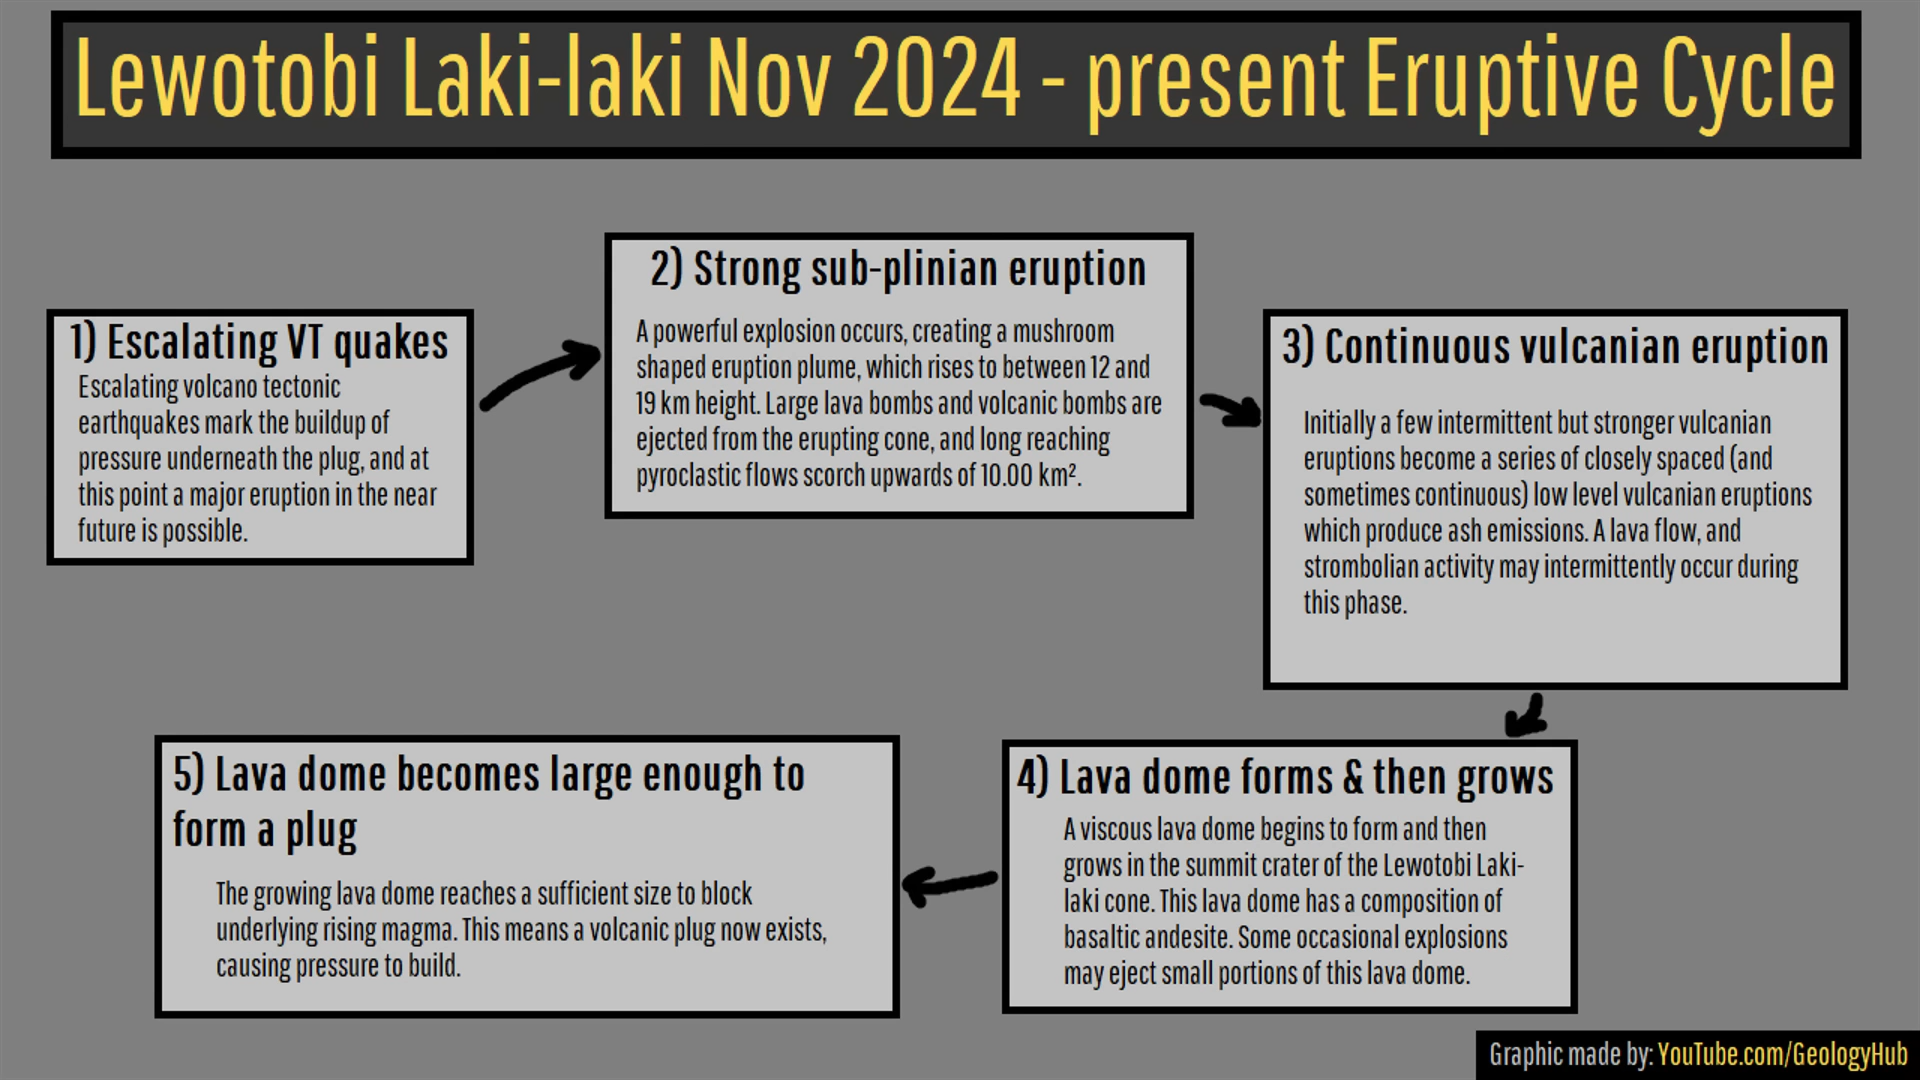 Lewotobi Laki-laki Nov 2024 - present Eruptive Cycle
1) Escalating VT quakes
Escalating volcano tectonic
earthquakes mark the buildup of
pressure underneath the plug, and at
this point a major eruption in the near
future is possible.
2) Strong sub-plinian eruption
A powerful explosion occurs, creating a mushroom
shaped eruption plume, which rises to between 12 and
19 km height. Large lava bombs and volcanic bombs are
ejected from the erupting cone, and long reaching
pyroclastic flows scorch upwards of 10.00 km².
3) Continuous vulcanian eruption
Initially a few intermittent but stronger vulcanian
eruptions become a series of closely spaced (and
sometimes continuous) low level vulcanian eruptions
which produce ash emissions. A lava flow, and
strombolian activity may intermittently occur during
this phase.
4) Lava dome forms & then grows
A viscous lava dome begins to form and then
grows in the summit crater of the Lewotobi Laki-
laki cone. This lava dome has a composition of
basaltic andesite. Some occasional explosions
may eject small portions of this lava dome.
5) Lava dome becomes large enough to
form a plug
The growing lava dome reaches a sufficient size to block
underlying rising magma. This means a volcanic plug now exists,
causing pressure to build.
Graphic made by: YouTube.com/GeologyHub